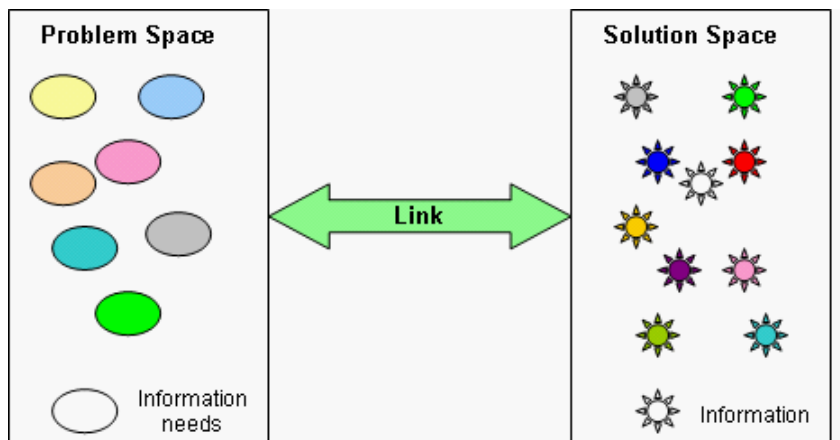 Problem Space
Solution Space
Link
Information
needs
Information